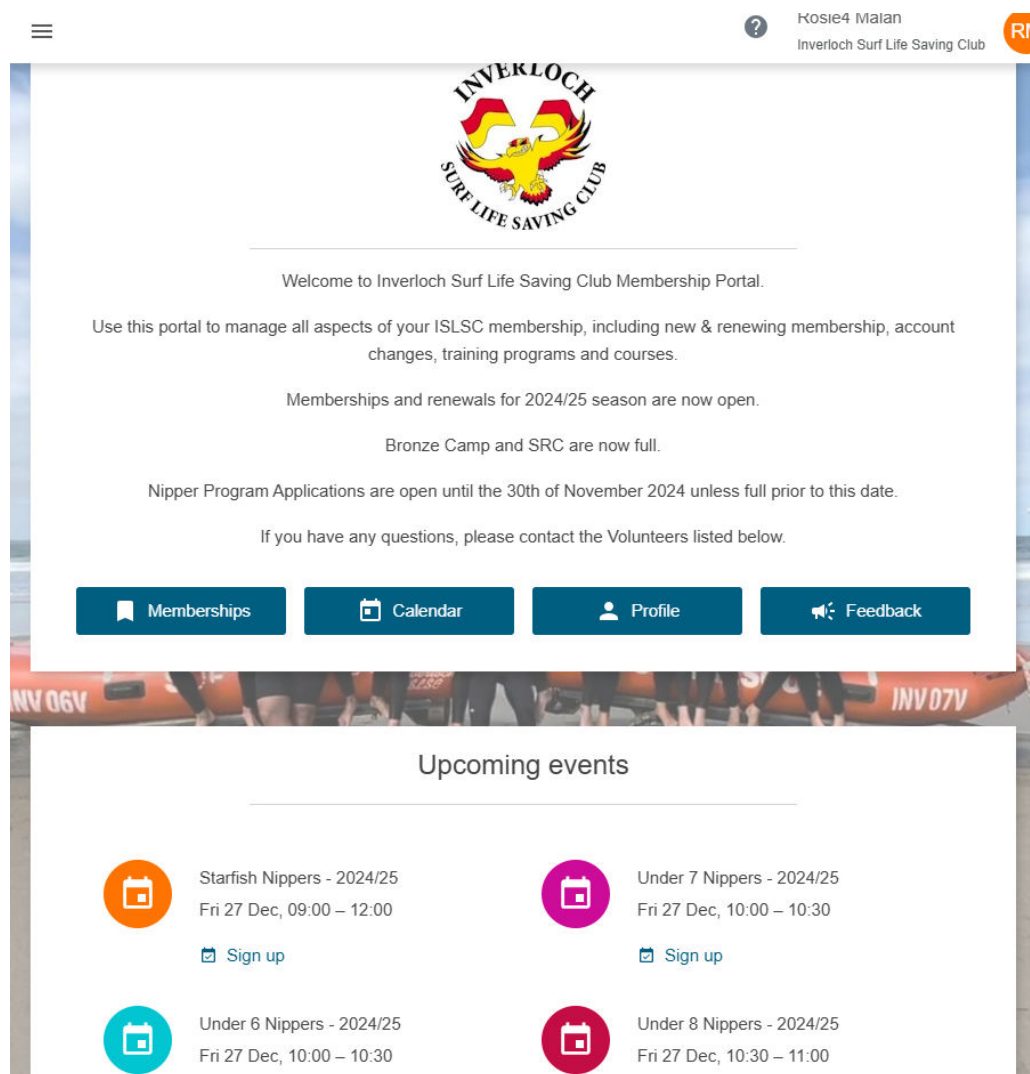 Rosie4 Malan
Inverloch Surf Life Saving Club
RM
INVERLOCH
SURF LIFE SAVING CLUB
Welcome to Inverloch Surf Life Saving Club Membership Portal.
Use this portal to manage all aspects of your ISLSC membership, including new & renewing membership, account
changes, training programs and courses.
Memberships and renewals for 2024/25 season are now open.
Bronze Camp and SRC are now full.
Nipper Program Applications are open until the 30th of November 2024 unless full prior to this date.
If you have any questions, please contact the Volunteers listed below.
Memberships
Calendar
Profile
Feedback
INV 06V
INV 07V
Upcoming events
Starfish Nippers - 2024/25
Fri 27 Dec, 09:00 – 12:00
Sign up
Under 7 Nippers - 2024/25
Fri 27 Dec, 10:00 – 10:30
Sign up
Under 6 Nippers - 2024/25
Fri 27 Dec, 10:00 – 10:30
Under 8 Nippers - 2024/25
Fri 27 Dec, 10:30 – 11:00